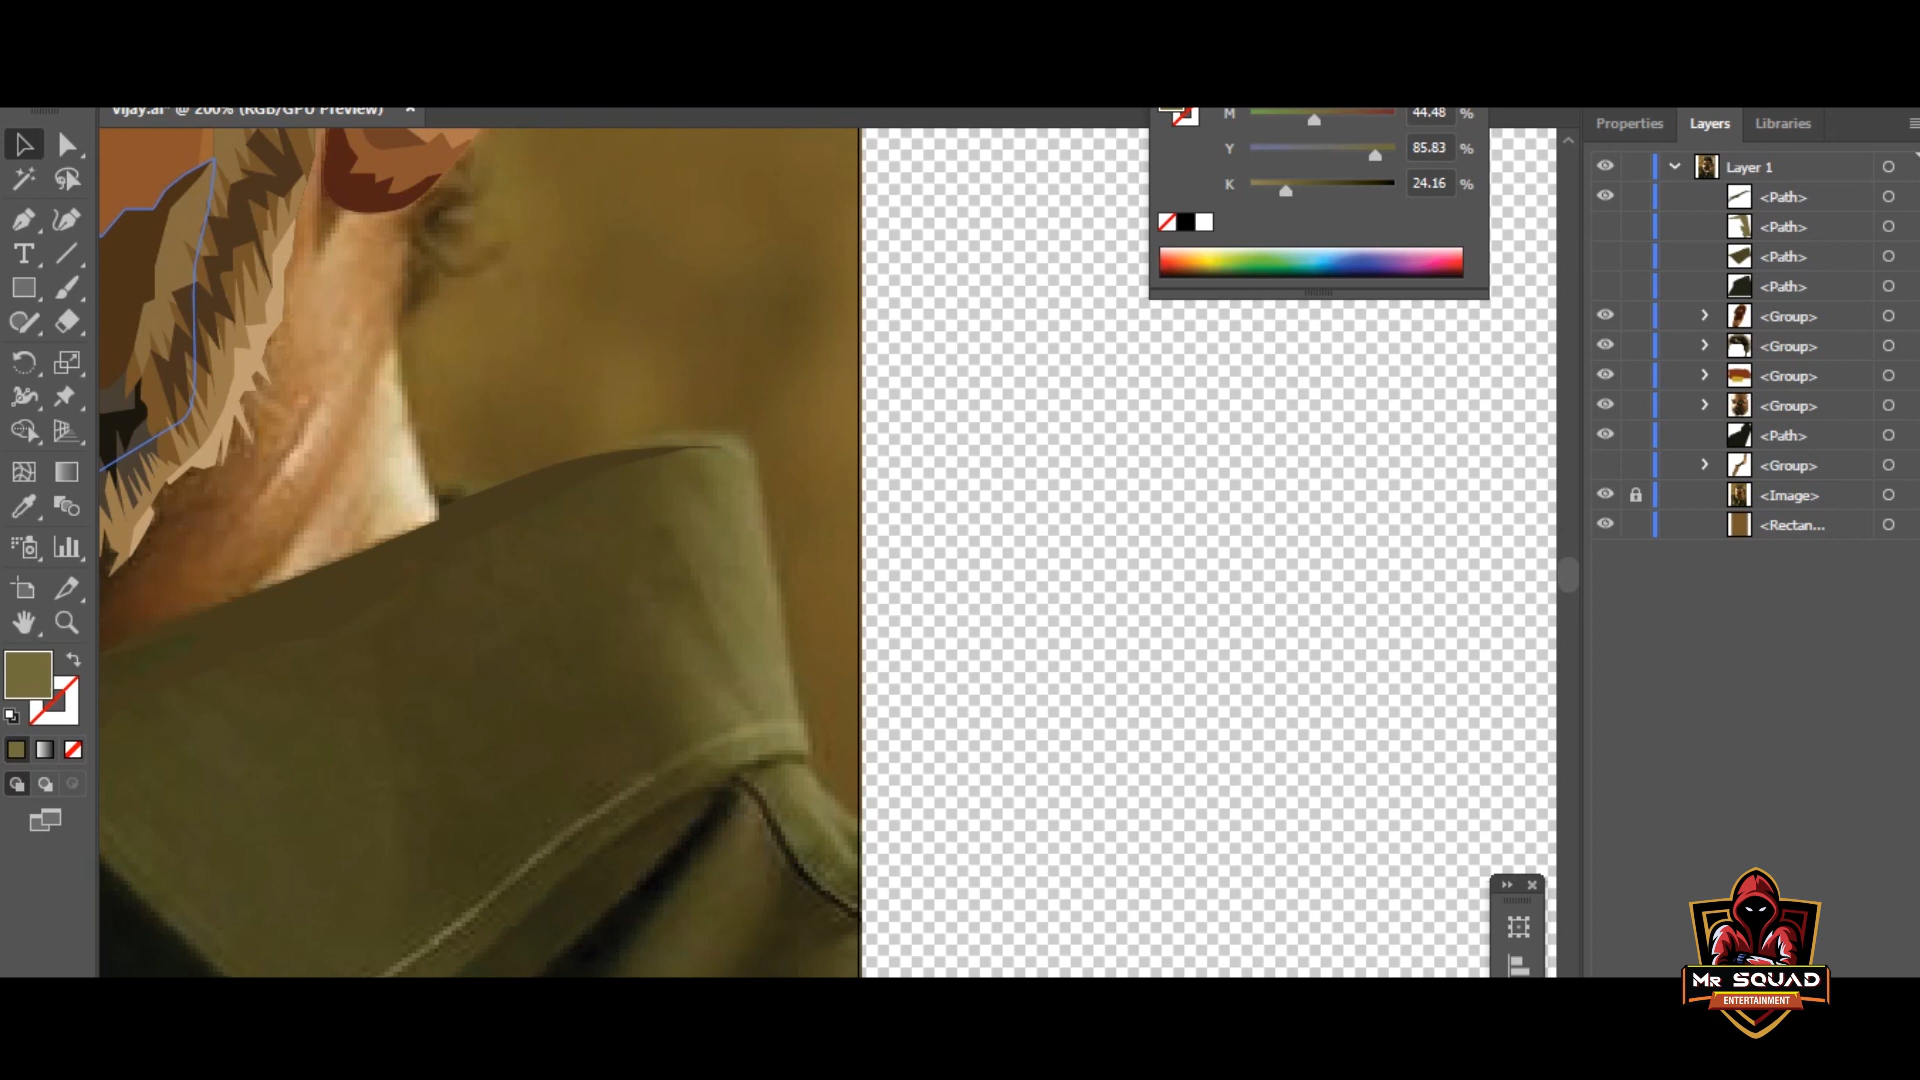 Vijay.ai* @ 200% (RGB/GPU Preview) ×
M 44.48 %
Y 85.83 %
K 24.16 %
Properties Layers Libraries
Layer 1
<Path>
<Path>
<Path>
<Path>
<Group>
<Group>
<Group>
<Group>
<Path>
<Group>
<Image>
<Rectan...
MR SQUAD
ENTERTAINMENT